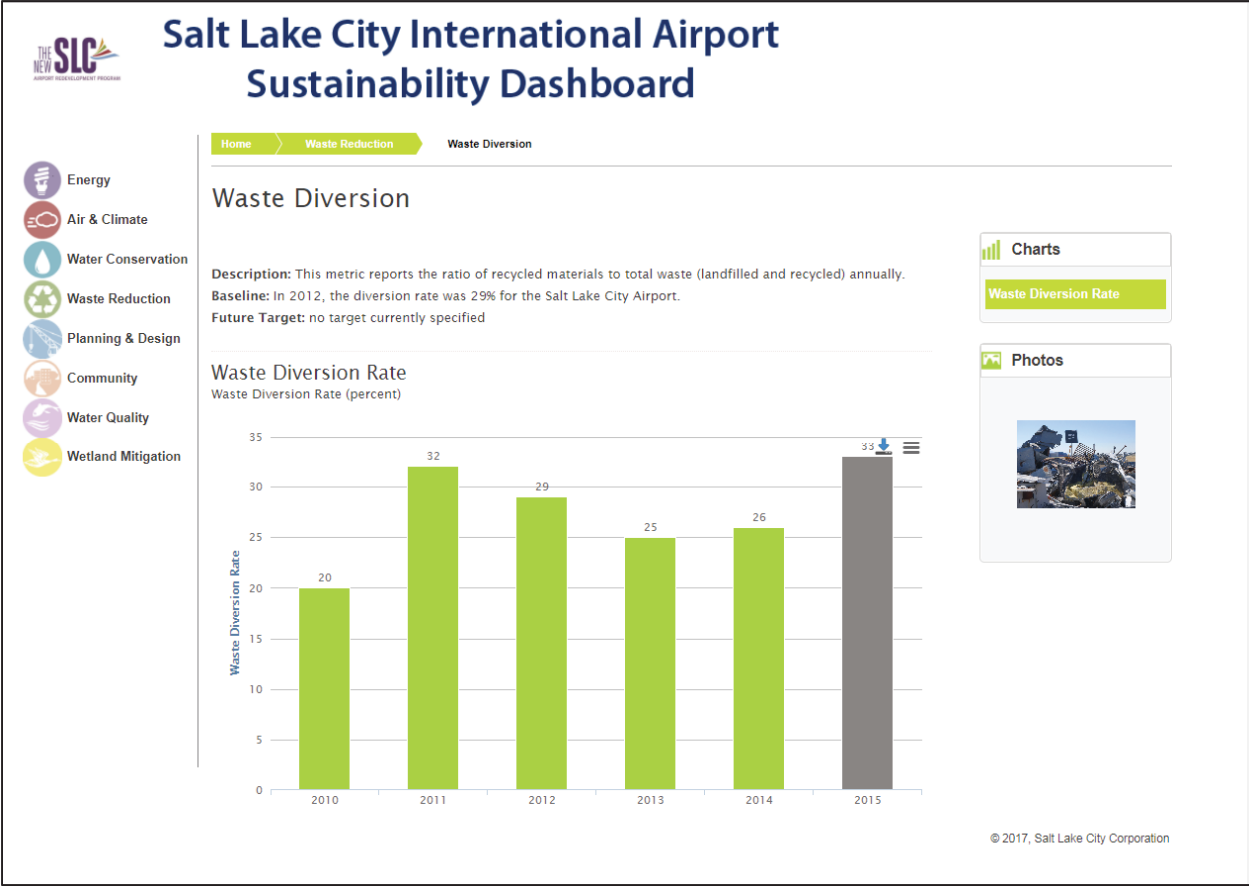 THE NEW SLC
AIRPORT REDEVELOPMENT PROGRAM
Salt Lake City International Airport
Sustainability Dashboard
Home
Waste Reduction
Waste Diversion
Energy
Air & Climate
Water Conservation
Waste Reduction
Planning & Design
Community
Water Quality
Wetland Mitigation
Waste Diversion
Description: This metric reports the ratio of recycled materials to total waste (landfilled and recycled) annually.
Baseline: In 2012, the diversion rate was 29% for the Salt Lake City Airport.
Future Target: no target currently specified
Charts
Waste Diversion Rate
Photos
Waste Diversion Rate
Waste Diversion Rate (percent)
Waste Diversion Rate
35
30
25
20
15
10
5
0
20
32
29
25
26
33
2010
2011
2012
2013
2014
2015
© 2017, Salt Lake City Corporation